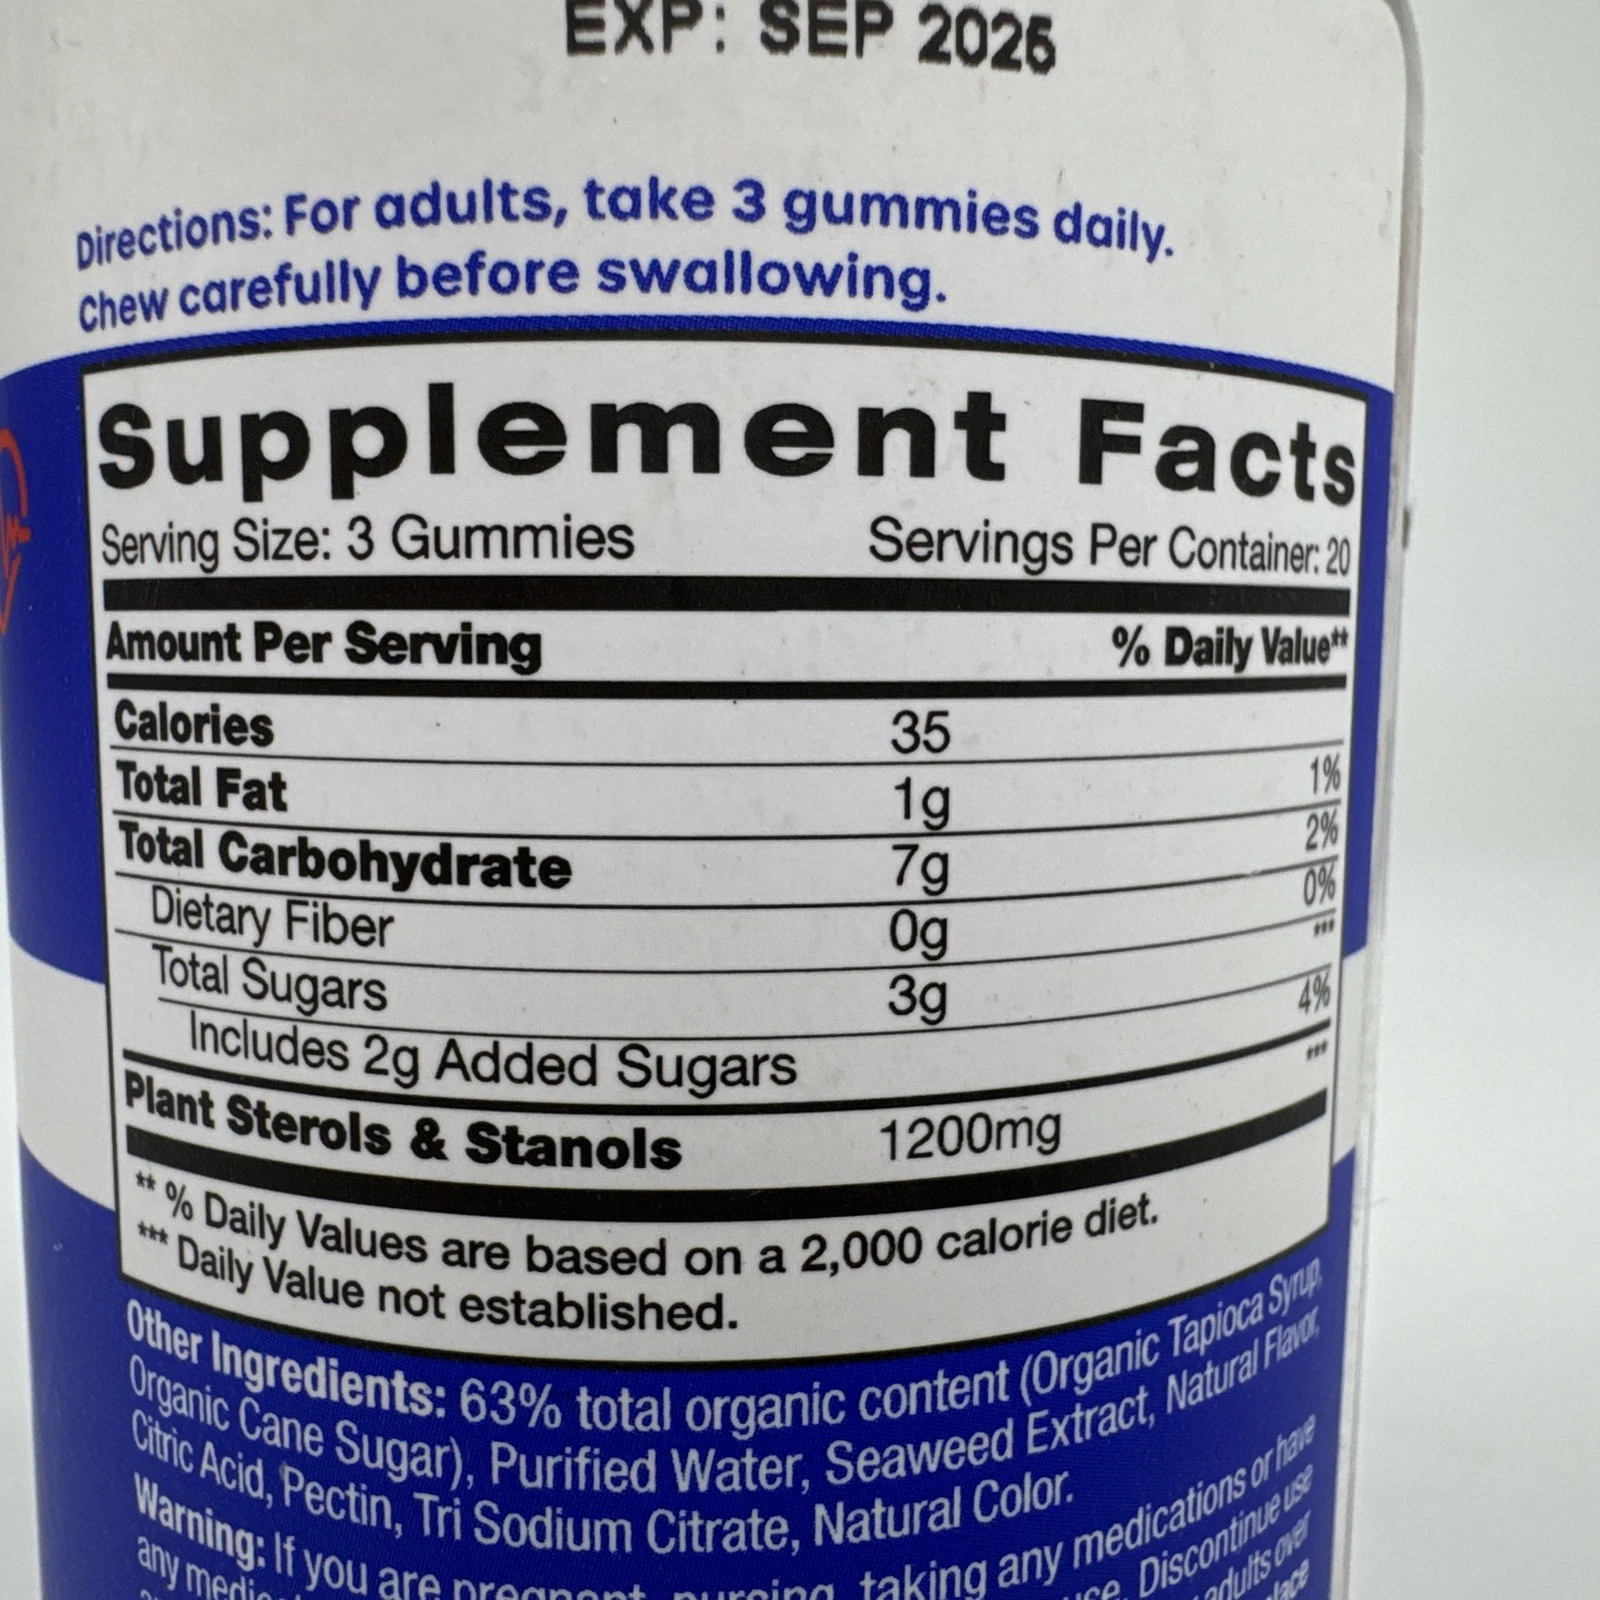 EXP: SEP 2026
Directions: For adults, take 3 gummies daily.
Chew carefully before swallowing.
Supplement Facts
Serving Size: 3 Gummies Servings Per Container: 20
Amount Per Serving % Daily Value**
Calories 35
Total Fat 1g 1%
Total Carbohydrate 7g 2%
Dietary Fiber 0g 0%
Total Sugars 3g ***
Includes 2g Added Sugars 4%
Plant Sterols & Stanols 1200mg ***
** % Daily Values are based on a 2,000 calorie diet.
*** Daily Value not established.
Other Ingredients: 63% total organic content (Organic Tapioca Syrup,
Organic Cane Sugar), Purified Water, Seaweed Extract, Natural Flavor,
Citric Acid, Pectin, Tri Sodium Citrate, Natural Color.
Warning: If you are pregnant, nursing, taking any medications or have
any Discontinue use
adults over